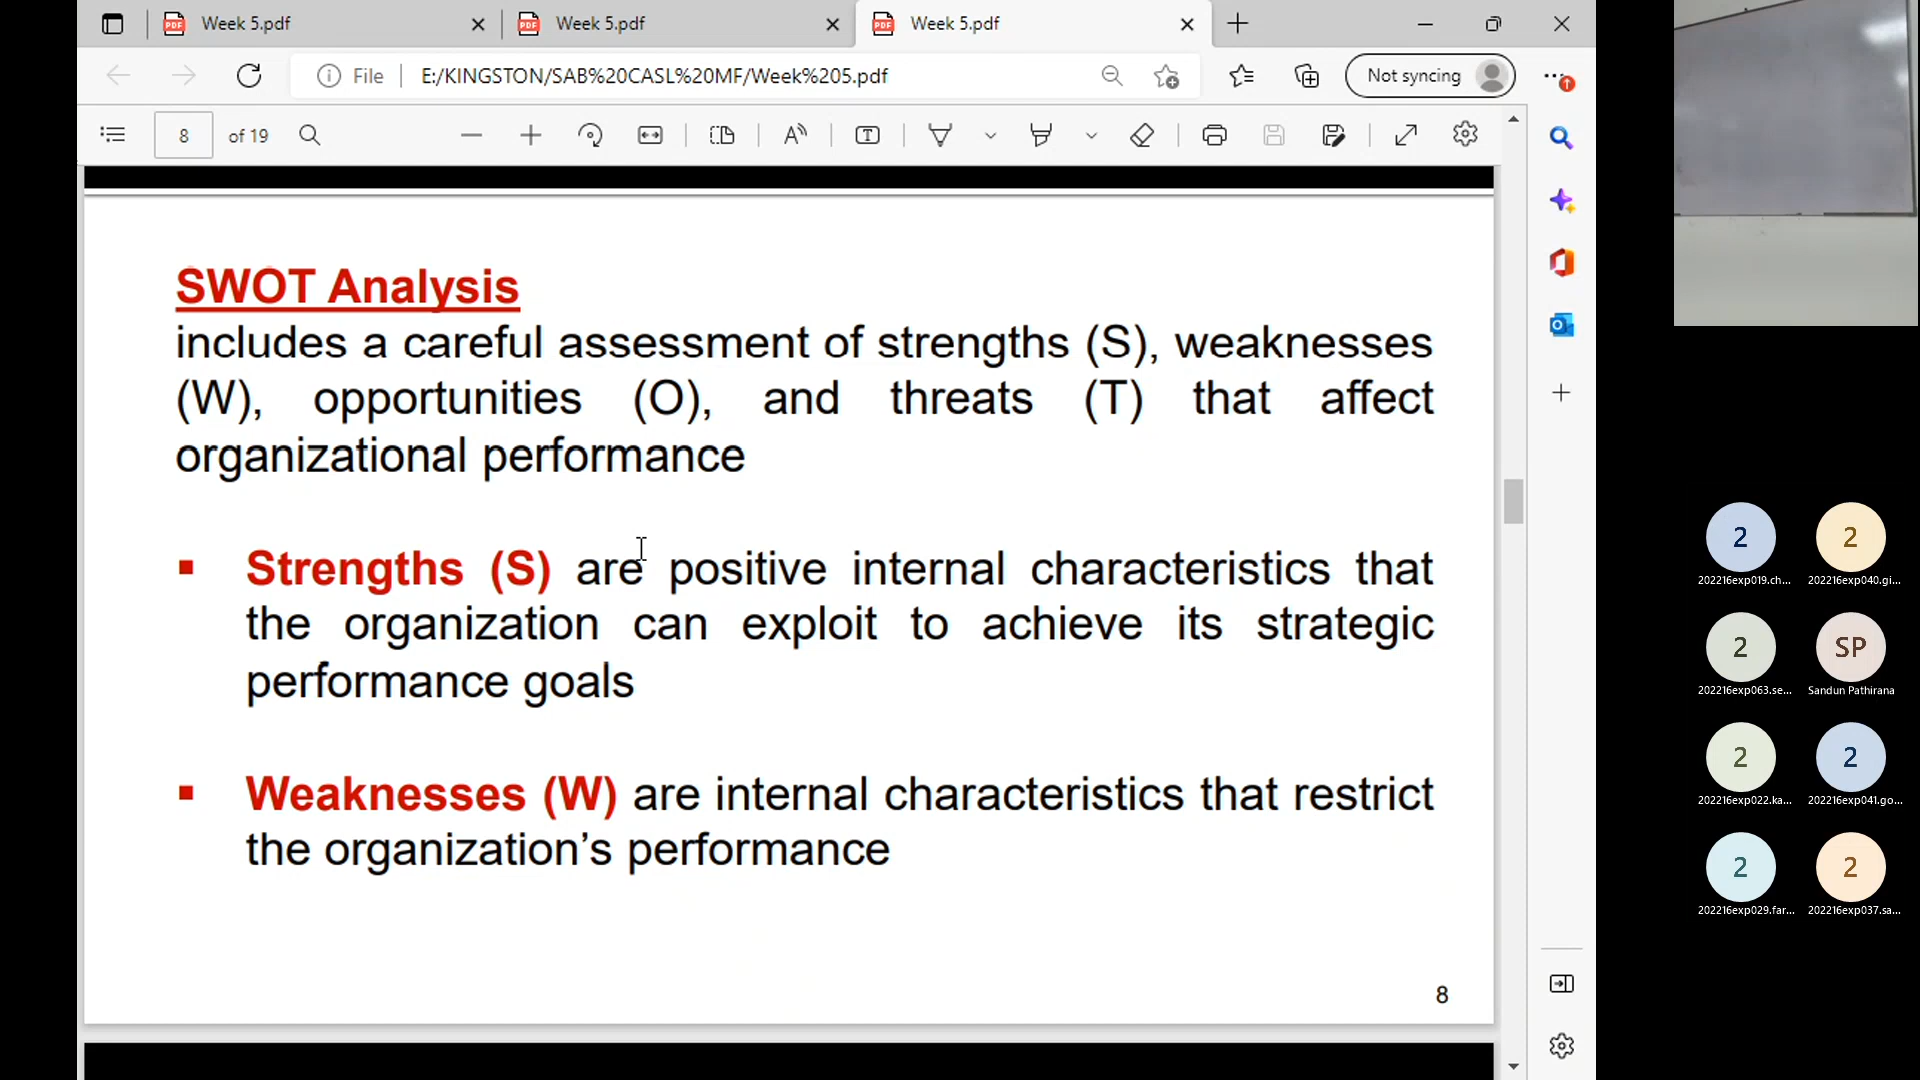 Week 5.pdf
Week 5.pdf
Week 5.pdf
File
E:/KINGSTON/SAB%20CASL%20MF/Week%205.pdf
Not syncing
8 of 19
SWOT Analysis
includes a careful assessment of strengths (S), weaknesses
(W), opportunities (O), and threats (T) that affect
organizational performance
▪ Strengths (S) are positive internal characteristics that
the organization can exploit to achieve its strategic
performance goals
▪ Weaknesses (W) are internal characteristics that restrict
the organization’s performance
8
2
202216exp019.ch...
2
202216exp040.gi...
2
202216exp063.se...
SP
Sandun Pathirana
2
202216exp022.ka...
2
202216exp041.go...
2
202216exp029.far...
2
202216exp037.sa...